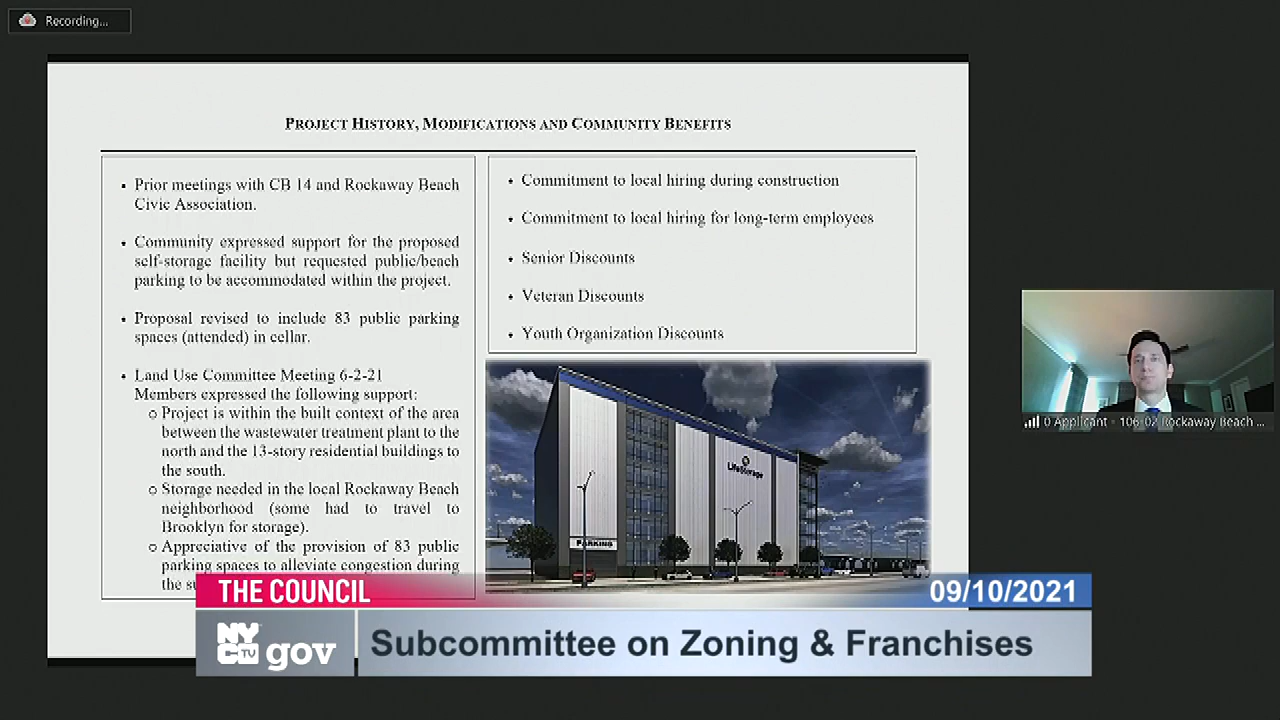 Recording...
PROJECT HISTORY, MODIFICATIONS AND COMMUNITY BENEFITS
• Prior meetings with CB 14 and Rockaway Beach
Civic Association.
• Community expressed support for the proposed
self-storage facility but requested public/beach
parking to be accommodated within the project.
• Proposal revised to include 83 public parking
spaces (attended) in cellar.
• Land Use Committee Meeting 6-2-21
Members expressed the following support:
o Project is within the built context of the area
between the wastewater treatment plant to the
north and the 13-story residential buildings to
the south.
o Storage needed in the local Rockaway Beach
neighborhood (some had to travel to
Brooklyn for storage).
o Appreciative of the provision of 83 public
parking spaces to alleviate congestion during
the
• Commitment to local hiring during construction
• Commitment to local hiring for long-term employees
• Senior Discounts
• Veteran Discounts
• Youth Organization Discounts
LifeStorage
PARKING
0 Applicant - 106-02 Rockaway Beach ...
THE COUNCIL
09/10/2021
NYC TV gov
Subcommittee on Zoning & Franchises